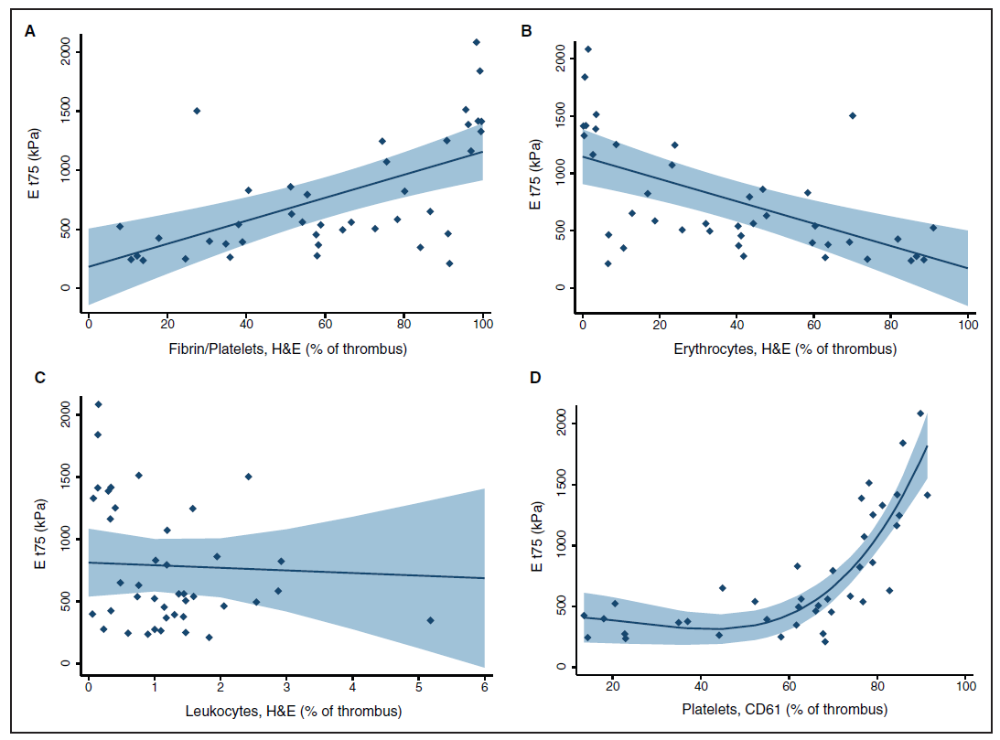 A
E t75 (kPa)
2000
1500
1000
500
0
0 20 40 60 80 100
Fibrin/Platelets, H&E (% of thrombus)
B
E t75 (kPa)
2000
1500
1000
500
0
0 20 40 60 80 100
Erythrocytes, H&E (% of thrombus)
C
E t75 (kPa)
2000
1500
1000
500
0
0 1 2 3 4 5 6
Leukocytes, H&E (% of thrombus)
D
E t75 (kPa)
2000
1500
1000
500
0
20 40 60 80 100
Platelets, CD61 (% of thrombus)